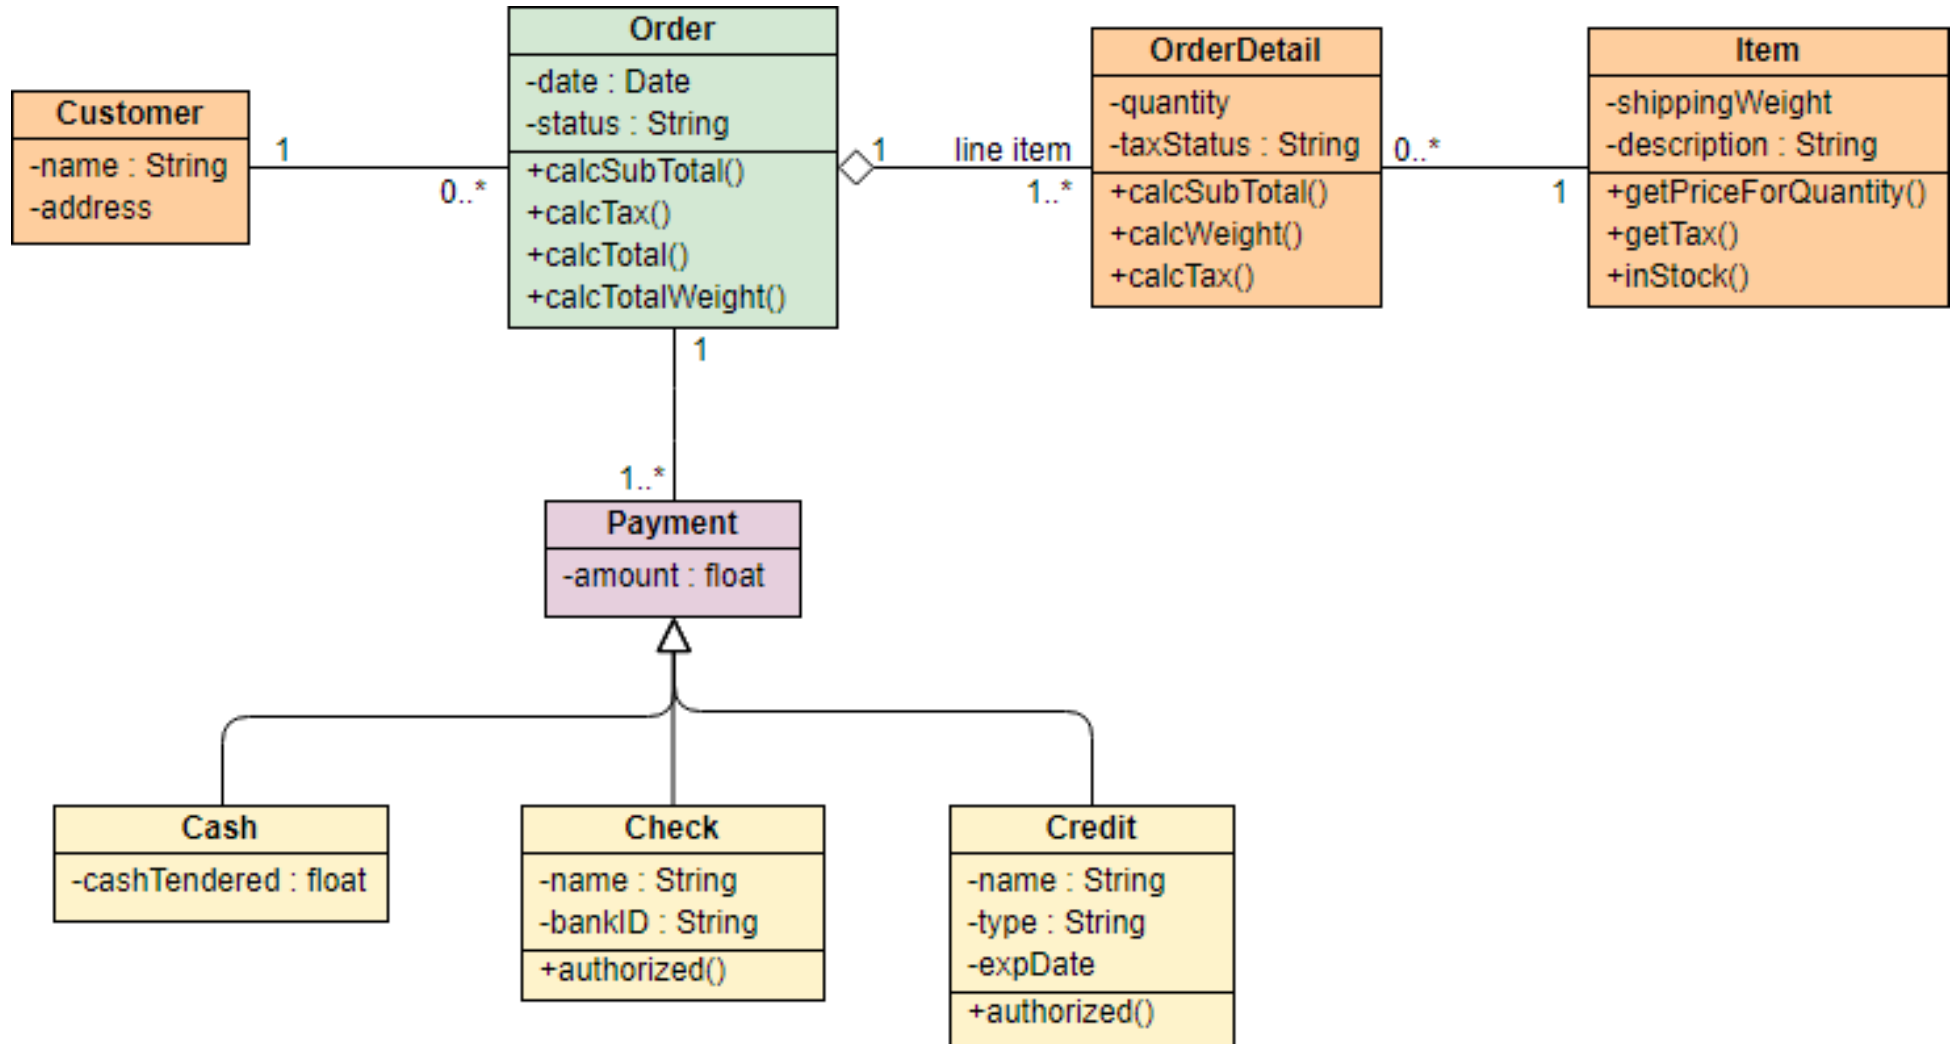 Customer
-name : String
-address
1
0..*
Order
-date : Date
-status : String
+calcSubTotal()
+calcTax()
+calcTotal()
+calcTotalWeight()
1
line item
1..*
OrderDetail
-quantity
-taxStatus : String
+calcSubTotal()
+calcWeight()
+calcTax()
0..*
1
Item
-shippingWeight
-description : String
+getPriceForQuantity()
+getTax()
+inStock()
1
1..*
Payment
-amount : float
Cash
-cashTendered : float
Check
-name : String
-bankID : String
+authorized()
Credit
-name : String
-type : String
-expDate
+authorized()